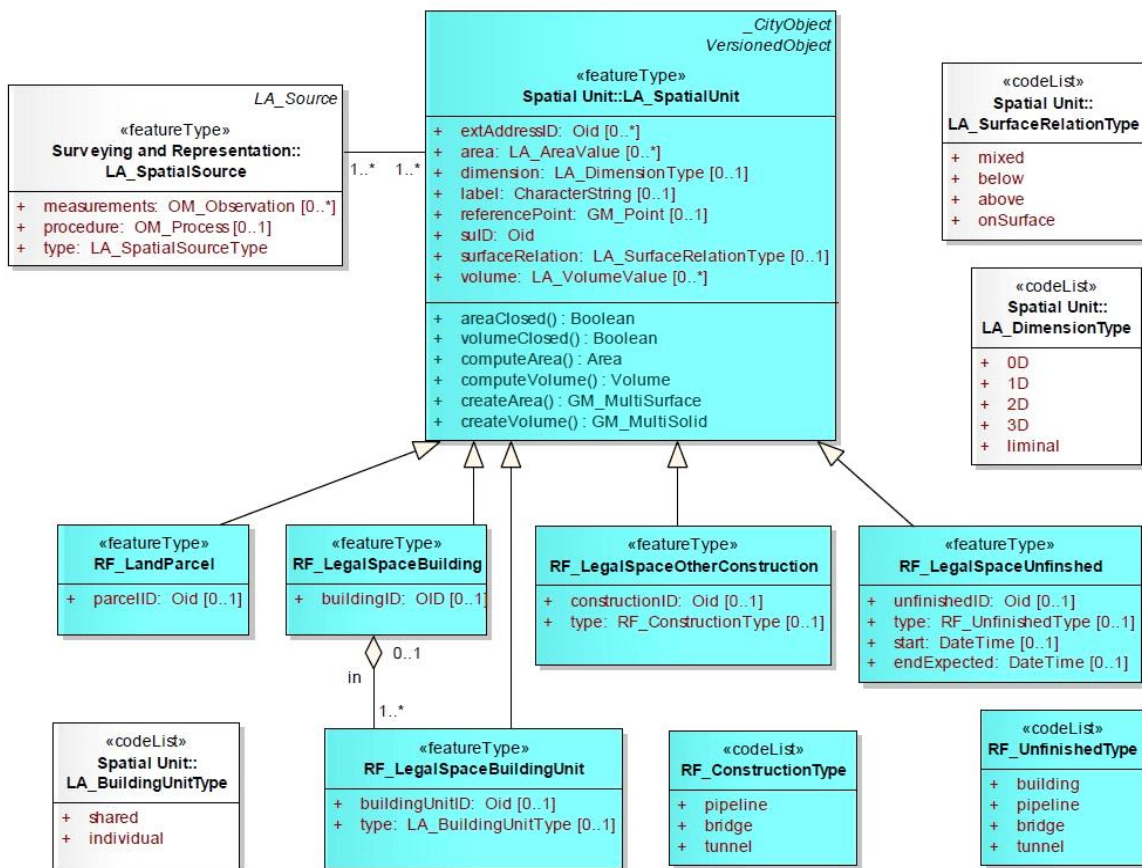 _CityObject
VersionedObject
«featureType»
Spatial Unit::LA_SpatialUnit
+ extAddressID: Oid [0..*]
+ area: LA_AreaValue [0..*]
+ dimension: LA_DimensionType [0..1]
+ label: CharacterString [0..1]
+ referencePoint: GM_Point [0..1]
+ suID: Oid
+ surfaceRelation: LA_SurfaceRelationType [0..1]
+ volume: LA_VolumeValue [0..*]
+ areaClosed() : Boolean
+ volumeClosed() : Boolean
+ computeArea() : Area
+ computeVolume() : Volume
+ createArea() : GM_MultiSurface
+ createVolume() : GM_MultiSolid
LA_Source
«featureType»
Surveying and Representation::
LA_SpatialSource
+ measurements: OM_Observation [0..*]
+ procedure: OM_Process [0..1]
+ type: LA_SpatialSourceType
1..* 1..*
«codeList»
Spatial Unit::
LA_SurfaceRelationType
+ mixed
+ below
+ above
+ onSurface
«codeList»
Spatial Unit::
LA_DimensionType
+ 0D
+ 1D
+ 2D
+ 3D
+ liminal
«featureType»
RF_LandParcel
+ parcelID: Oid [0..1]
«featureType»
RF_LegalSpaceBuilding
+ buildingID: OID [0..1]
«featureType»
RF_LegalSpaceOtherConstruction
+ constructionID: Oid [0..1]
+ type: RF_ConstructionType [0..1]
«featureType»
RF_LegalSpaceUnfinshed
+ unfinishedID: Oid [0..1]
+ type: RF_UnfinishedType [0..1]
+ start: DateTime [0..1]
+ endExpected: DateTime [0..1]
0..1
in
1..*
«codeList»
Spatial Unit::
LA_BuildingUnitType
+ shared
+ individual
«featureType»
RF_LegalSpaceBuildingUnit
+ buildingUnitID: Oid [0..1]
+ type: LA_BuildingUnitType [0..1]
«codeList»
RF_ConstructionType
+ pipeline
+ bridge
+ tunnel
«codeList»
RF_UnfinishedType
+ building
+ pipeline
+ bridge
+ tunnel